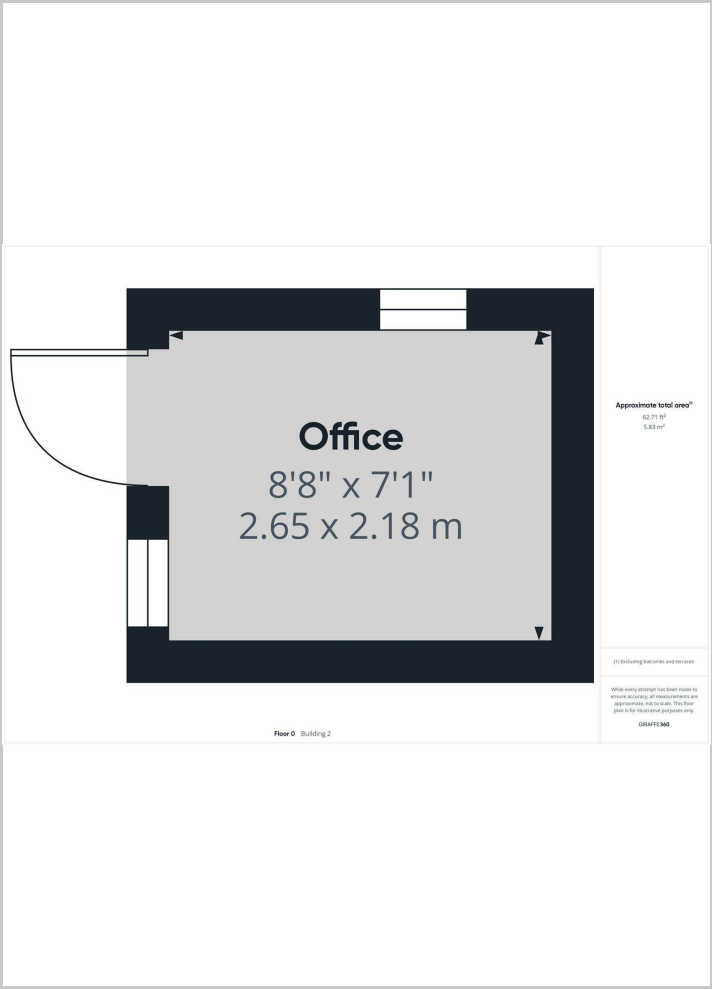 Office
8'8" x 7'1"
2.65 x 2.18 m
Approximate total area⁽¹⁾
62.71 ft²
5.83 m²
(1) Excluding balconies and terraces
While every attempt has been made to
ensure accuracy, all measurements are
approximate, not to scale. This floor
plan is for illustrative purposes only.
GIRAFFE360
Floor 0 Building 2